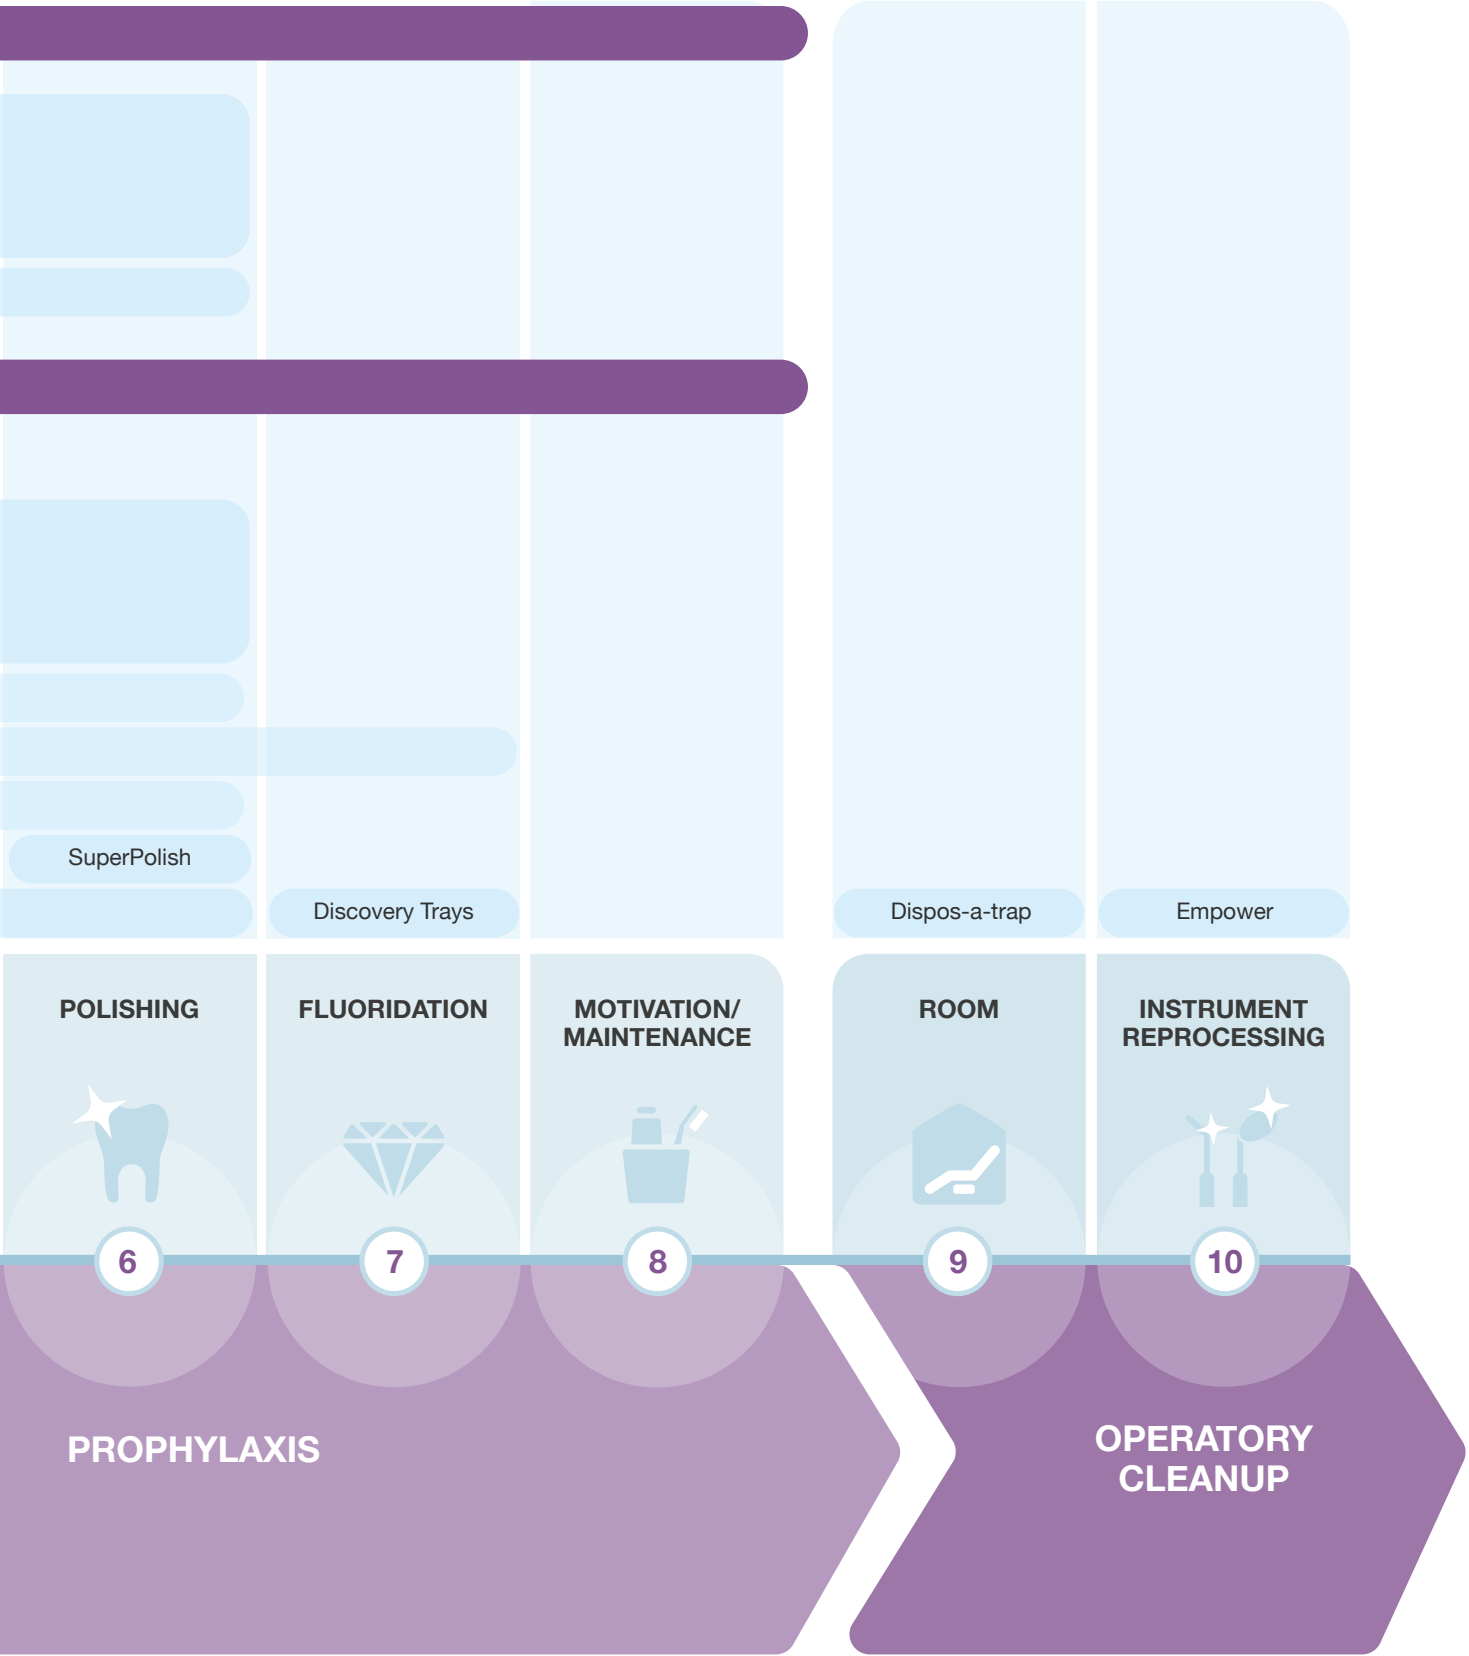 SuperPolish
Discovery Trays
Dispos-a-trap
Empower
POLISHING
FLUORIDATION
MOTIVATION/
MAINTENANCE
ROOM
INSTRUMENT
REPROCESSING
6
7
8
9
10
PROPHYLAXIS
OPERATORY
CLEANUP